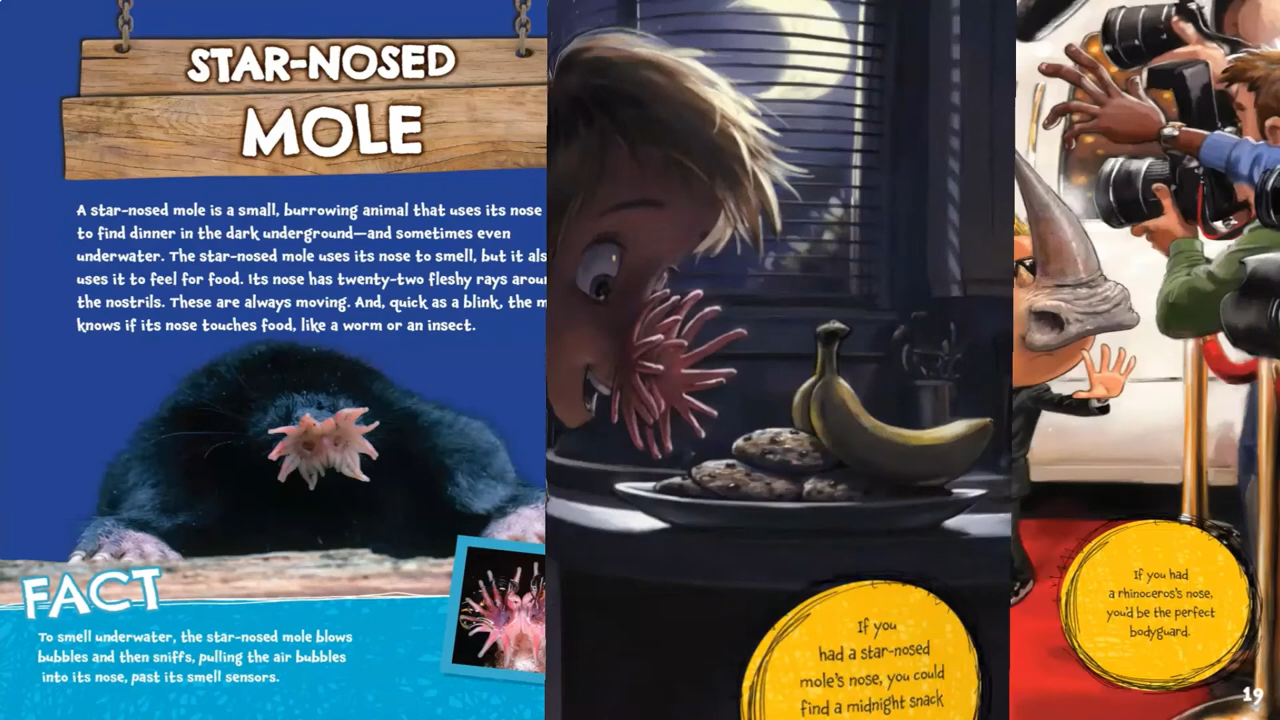 STAR-NOSED
MOLE
A star-nosed mole is a small, burrowing animal that uses its nose
to find dinner in the dark underground—and sometimes even
underwater. The star-nosed mole uses its nose to smell, but it als
uses it to feel for food. Its nose has twenty-two fleshy rays aroun
the nostrils. These are always moving. And, quick as a blink, the m
knows if its nose touches food, like a worm or an insect.
FACT
To smell underwater, the star-nosed mole blows
bubbles and then sniffs, pulling the air bubbles
into its nose, past its smell sensors.
If you
had a star-nosed
mole's nose, you could
find a midnight snack
If you had
a rhinoceros's nose,
you'd be the perfect
bodyguard.
19